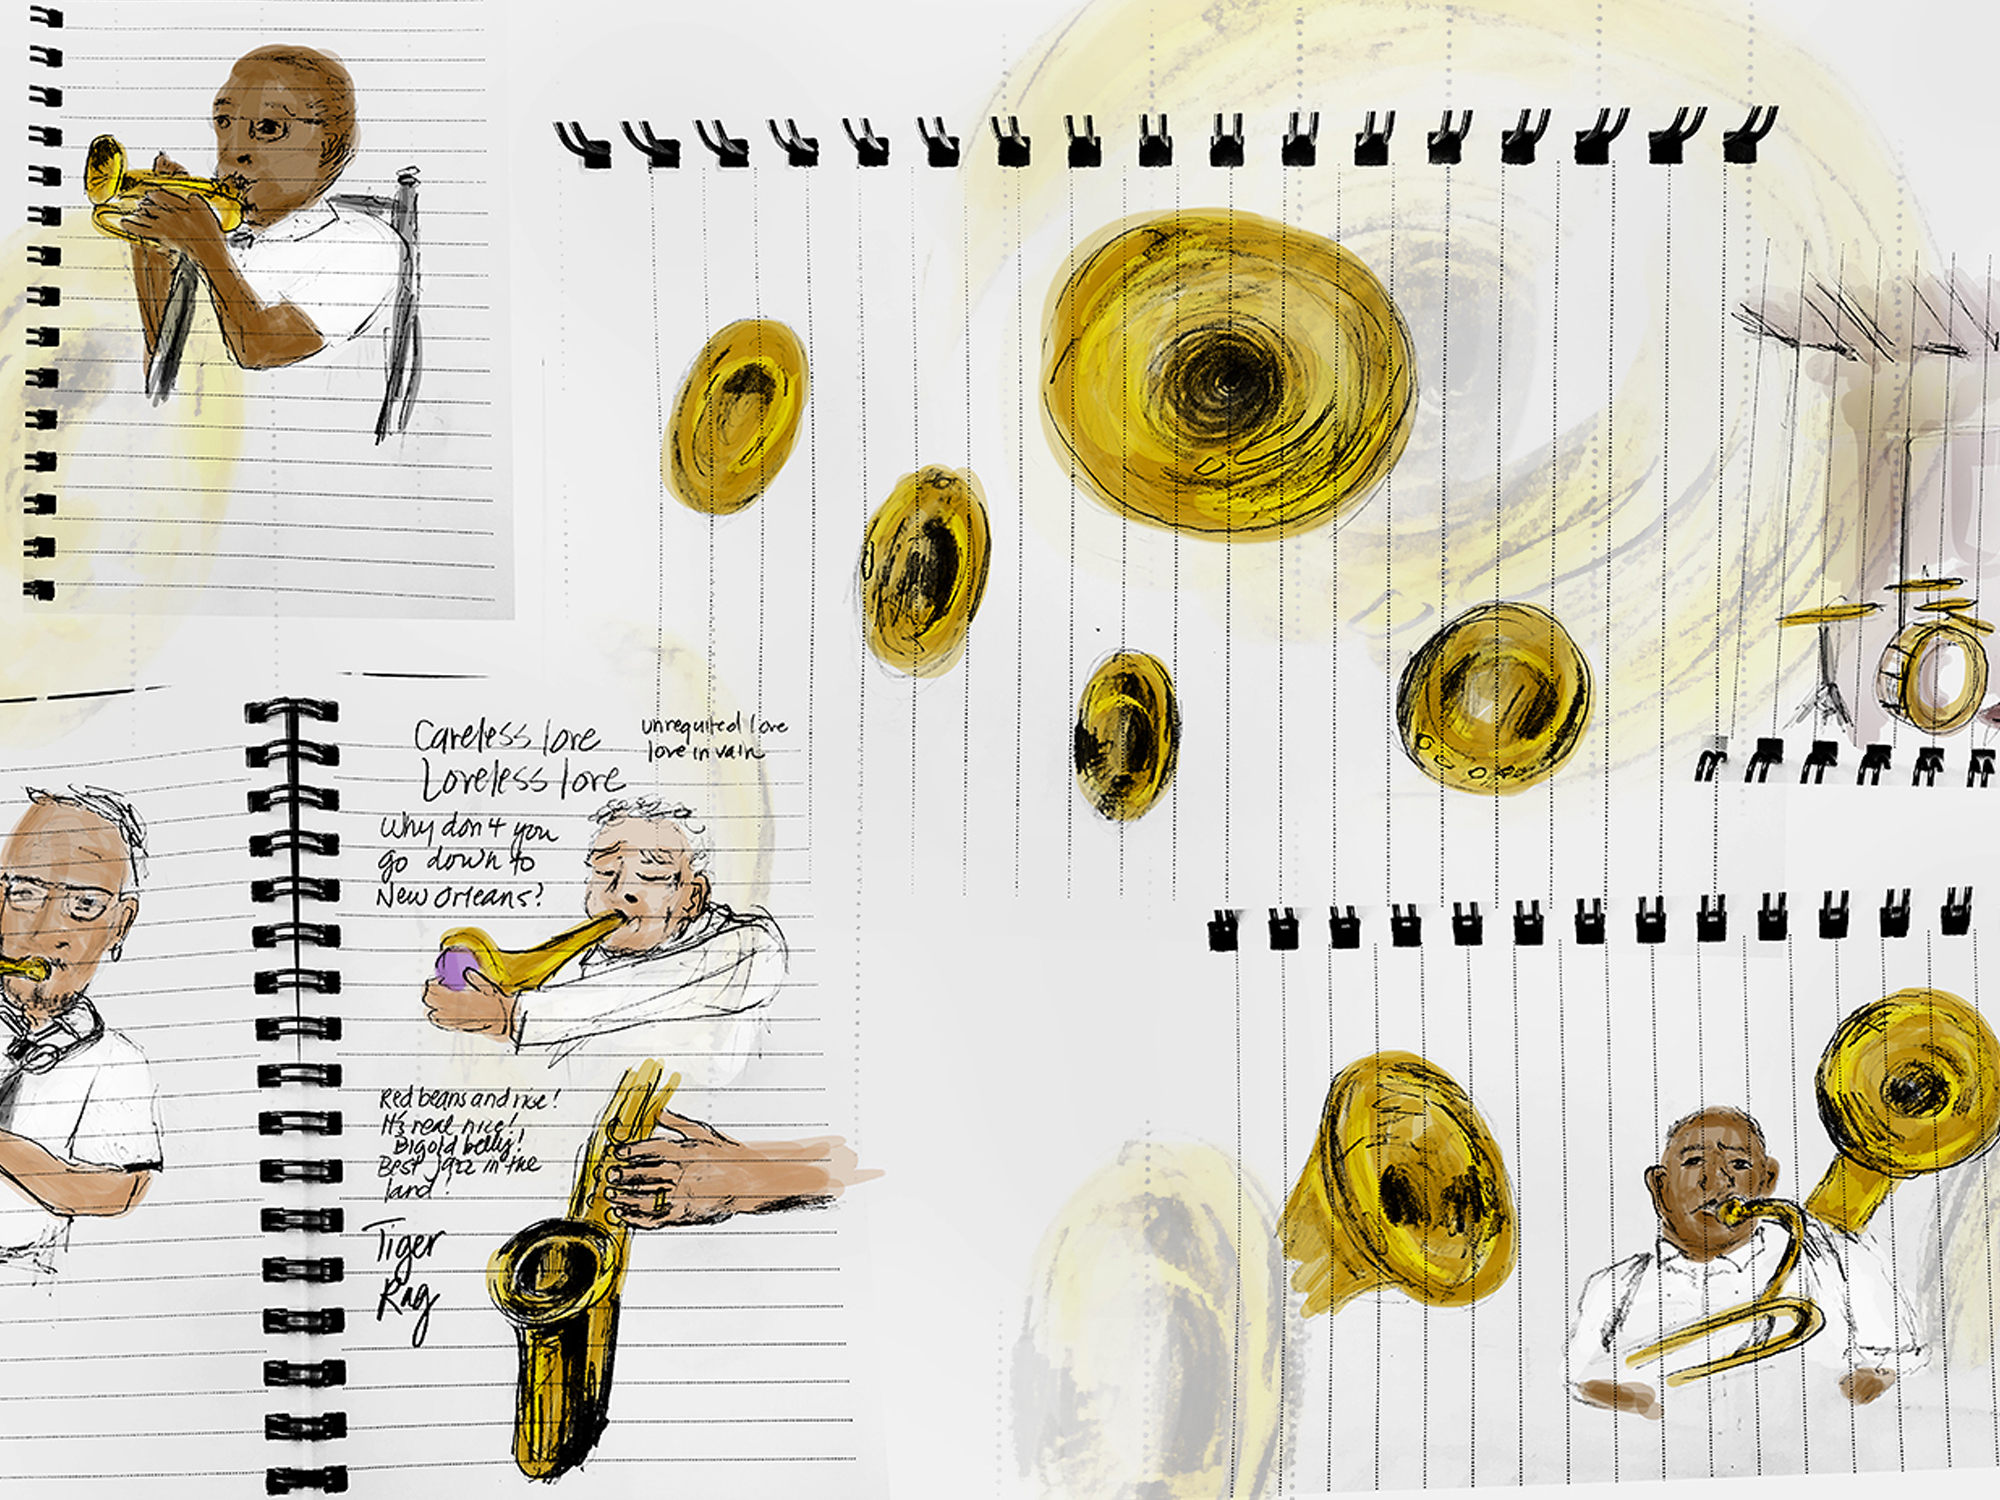 Careless love
Loveless love
unrequited love
love in vain
Why don't you
go down to
New Orleans?
Red beans and rice!
It's real nice!
Big old belly!
Best jazz in the
land!
Tiger
Rag